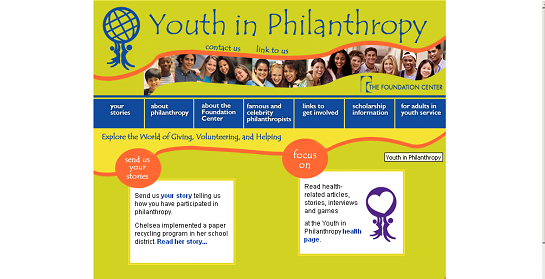 Youth in Philanthropy
contact us
link to us
THE FOUNDATION CENTER
your
stories
about
philanthropy
about the
Foundation
Center
famous and
celebrity
philanthropists
links to
get involved
scholarship
information
for adults in
youth service
Explore the World of Giving, Volunteering, and Helping
Youth in Philanthropy
send us
your
stories
Send us your story telling us
how you have participated in
philanthropy.
Chelsea implemented a paper
recycling program in her school
district. Read her story...
focus
on
Read health-
related articles,
stories, interviews
and games
at the Youth in
Philanthropy health
page.